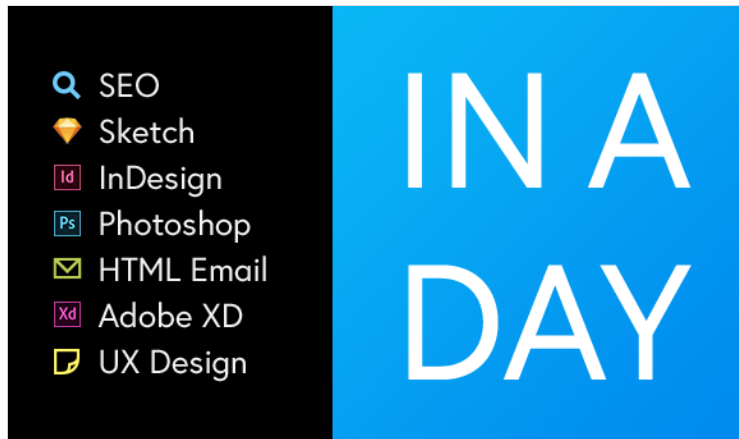 SEO
Sketch
Id InDesign
Ps Photoshop
HTML Email
Xd Adobe XD
UX Design
IN A
DAY